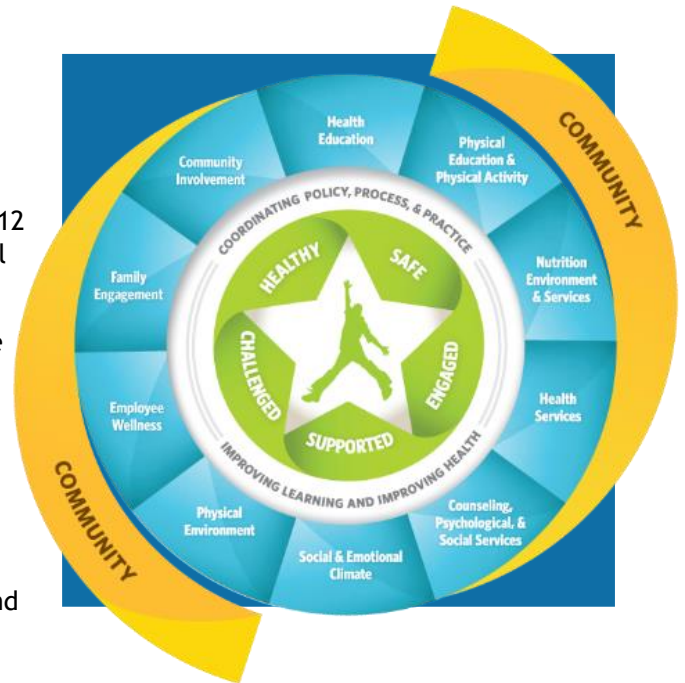 12
l
e
nd
COMMUNITY
Health
Education
Physical
Education &
Physical Activity
Nutrition
Environment
& Services
Health
Services
Counseling,
Psychological, &
Social Services
Social & Emotional
Climate
Physical
Environment
Employee
Wellness
Family
Engagement
Community
Involvement
COORDINATING POLICY, PROCESS, & PRACTICE
IMPROVING LEARNING AND IMPROVING HEALTH
HEALTHY
SAFE
ENGAGED
SUPPORTED
CHALLENGED
COMMUNITY